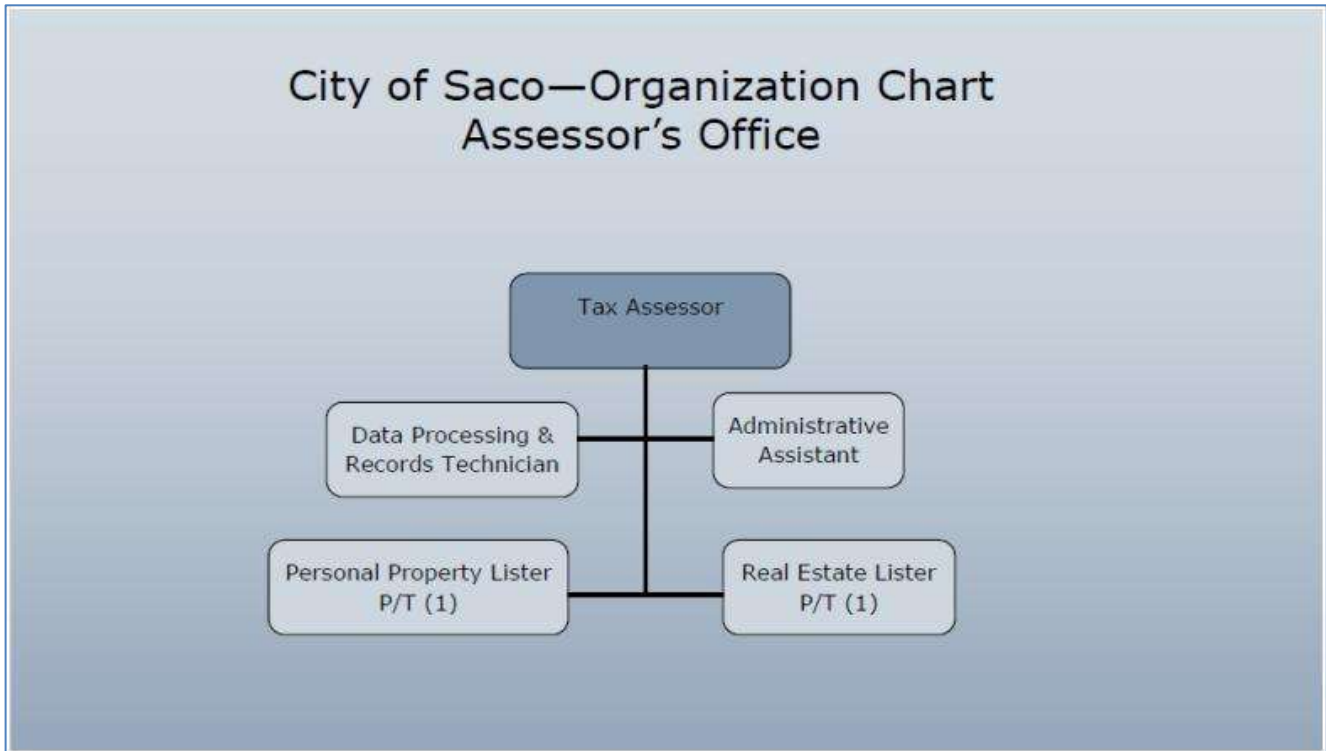 City of Saco—Organization Chart
Assessor’s Office
Tax Assessor
Data Processing &
Records Technician
Administrative
Assistant
Personal Property Lister
P/T (1)
Real Estate Lister
P/T (1)